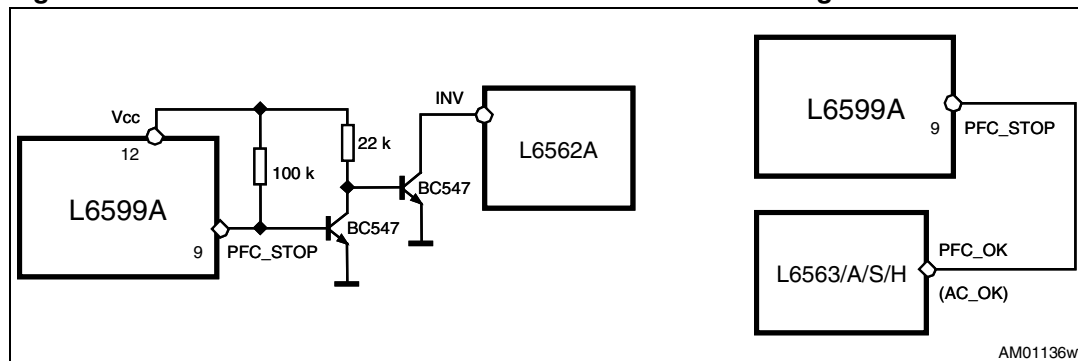 Vcc
12
100 k
22 k
L6599A
9
PFC_STOP
BC547
BC547
INV
L6562A
L6599A
9
PFC_STOP
L6563/A/S/H
PFC_OK
(AC_OK)
AM01136w